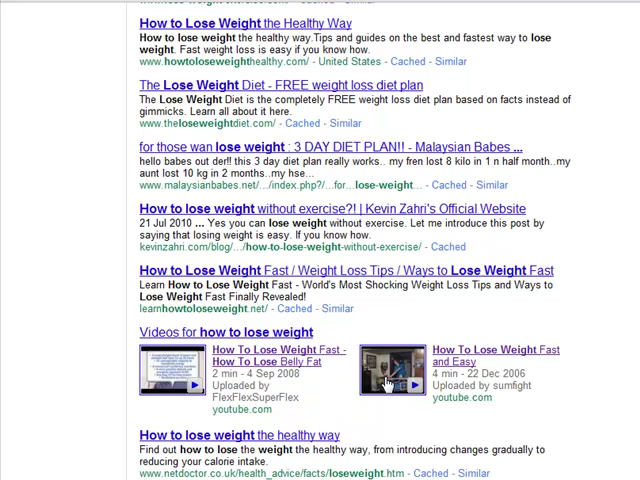 How to Lose Weight the Healthy Way
How to lose weight the healthy way.Tips and guides on the best and fastest way to lose
weight. Fast weight loss is easy if you know how.
www.howtoloseweighthealthy.com/ - United States - Cached - Similar
The Lose Weight Diet - FREE weight loss diet plan
The Lose Weight Diet is the completely FREE weight loss diet plan based on facts instead of
gimmicks. Learn all about it here.
www.theloseweightdiet.com/ - Cached - Similar
for those wan lose weight : 3 DAY DIET PLAN!! - Malaysian Babes ...
hello babes out der!! this 3 day diet plan really works.. my fren lost 8 kilo in 1 n half month..my
aunt lost 10 kg in 2 months..my hse...
www.malaysianbabes.net/.../index.php?/...for...lose-weight... - Cached - Similar
How to lose weight without exercise?! | Kevin Zahri's Official Website
21 Jul 2010 ... Yes you can lose weight without exercise. Let me introduce this post by
saying that losing weight is easy. If you know how.
kevinzahri.com/blog/.../how-to-lose-weight-without-exercise/ - Cached
How to Lose Weight Fast / Weight Loss Tips / Ways to Lose Weight Fast
Learn How to Lose Weight Fast - World's Most Shocking Weight Loss Tips and Ways to
Lose Weight Fast Finally Revealed!
learnhowtoloseweight.net/ - Cached - Similar
Videos for how to lose weight
How To Lose Weight Fast -
How To Lose Belly Fat
2 min - 4 Sep 2008
Uploaded by
FlexFlexSuperFlex
youtube.com
How To Lose Weight Fast
and Easy
4 min - 22 Dec 2006
Uploaded by sumfight
youtube.com
How to lose weight the healthy way
Find out how to lose the weight the healthy way, from introducing changes gradually to
reducing your calorie intake.
www.netdoctor.co.uk/health_advice/facts/loseweight.htm - Cached - Similar